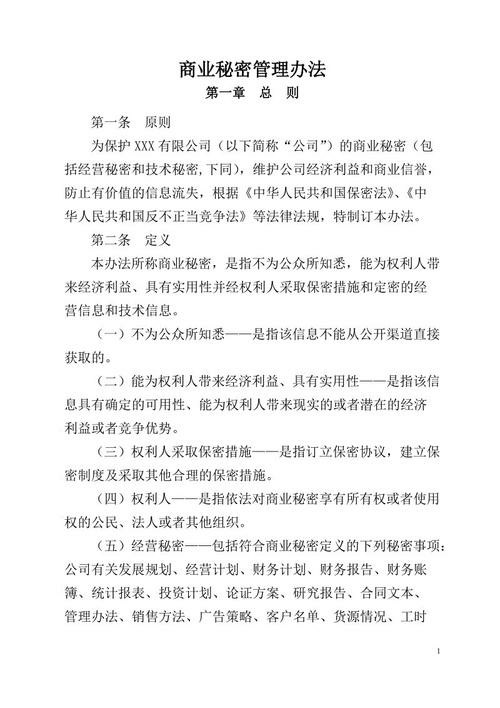 商业秘密管理办法
第一章 总 则
第一条 原则
为保护 XXX 有限公司（以下简称“公司”）的商业秘密（包
括经营秘密和技术秘密,下同），维护公司经济利益和商业信誉，
防止有价值的信息流失，根据《中华人民共和国保密法》、《中
华人民共和国反不正当竞争法》等法律法规，特制订本办法。
第二条 定义
本办法所称商业秘密，是指不为公众所知悉，能为权利人带
来经济利益、具有实用性并经权利人采取保密措施和定密的经
营信息和技术信息。
（一）不为公众所知悉——是指该信息不能从公开渠道直接
获取的。
（二）能为权利人带来经济利益、具有实用性——是指该信
息具有确定的可用性、能为权利人带来现实的或者潜在的经济
利益或者竞争优势。
（三）权利人采取保密措施——是指订立保密协议，建立保
密制度及采取其他合理的保密措施。
（四）权利人——是指依法对商业秘密享有所有权或者使用
权的公民、法人或者其他组织。
（五）经营秘密——包括符合商业秘密定义的下列秘密事项：
公司有关发展规划、经营计划、财务计划、财务报告、财务账
簿、统计报表、投资计划、论证方案、研究报告、合同文本、
管理办法、销售方法、广告策略、客户名单、货源情况、工时
1